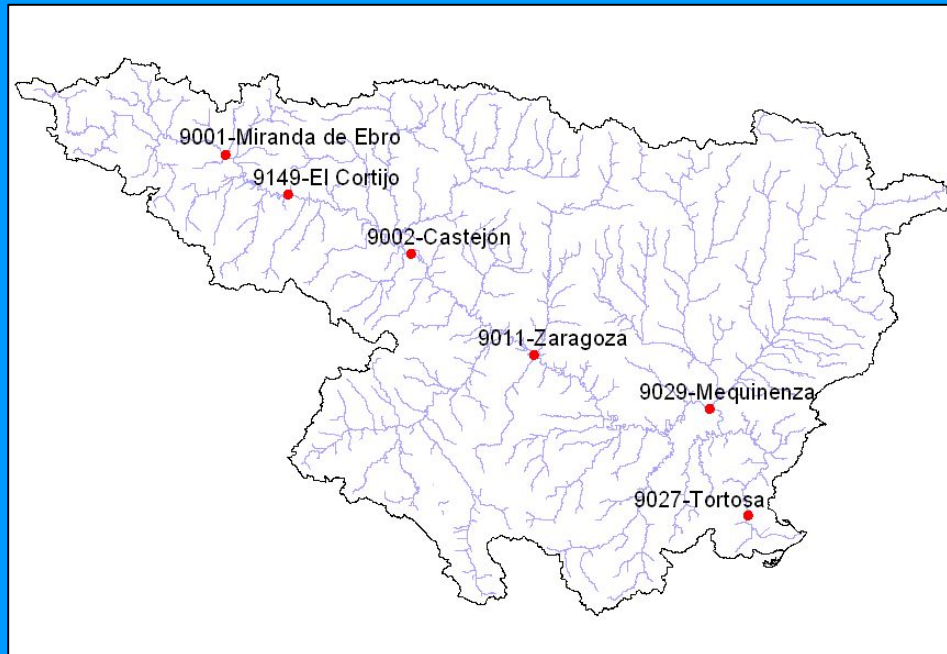 9001-Miranda de Ebro
9149-El Cortijo
9002-Castejón
9011-Zaragoza
9029-Mequinenza
9027-Tortosa